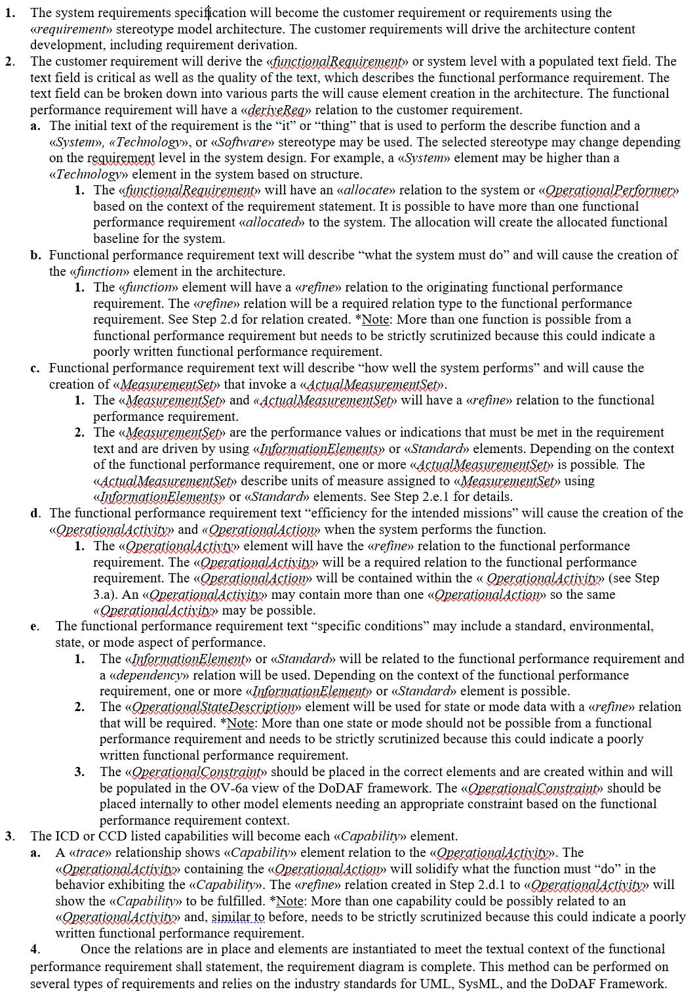 1. The system requirements specification will become the customer requirement or requirements using the
«requirement» stereotype model architecture. The customer requirements will drive the architecture content
development, including requirement derivation.
2. The customer requirement will derive the «functionalRequirement» or system level with a populated text field. The
text field is critical as well as the quality of the text, which describes the functional performance requirement. The
text field can be broken down into various parts the will cause element creation in the architecture. The functional
performance requirement will have a «deriveReq» relation to the customer requirement.
a. The initial text of the requirement is the “it” or “thing” that is used to perform the describe function and a
«System», «Technology», or «Software» stereotype may be used. The selected stereotype may change depending
on the requirement level in the system design. For example, a «System» element may be higher than a
«Technology» element in the system based on structure.
1. The «functionalRequirement» will have an «allocate» relation to the system or «OperationalPerformer»
based on the context of the requirement statement. It is possible to have more than one functional
performance requirement «allocated» to the system. The allocation will create the allocated functional
baseline for the system.
b. Functional performance requirement text will describe “what the system must do” and will cause the creation of
the «function» element in the architecture.
1. The «function» element will have a «refine» relation to the originating functional performance
requirement. The «refine» relation will be a required relation type to the functional performance
requirement. See Step 2.d for relation created. *Note: More than one function is possible from a
functional performance requirement but needs to be strictly scrutinized because this could indicate a
poorly written functional performance requirement.
c. Functional performance requirement text will describe “how well the system performs” and will cause the
creation of «MeasurementSet» that invoke a «ActualMeasurementSet».
1. The «MeasurementSet» and «ActualMeasurementSet» will have a «refine» relation to the functional
performance requirement.
2. The «MeasurementSet» are the performance values or indications that must be met in the requirement
text and are driven by using «InformationElements» or «Standard» elements. Depending on the context
of the functional performance requirement, one or more «ActualMeasurementSet» is possible. The
«ActualMeasurementSet» describe units of measure assigned to «MeasurementSet» using
«InformationElements» or «Standard» elements. See Step 2.e.1 for details.
d. The functional performance requirement text “efficiency for the intended missions” will cause the creation of the
«OperationalActivity» and «OperationalAction» when the system performs the function.
1. The «OperationalActivty» element will have the «refine» relation to the functional performance
requirement. The «OperationalActivity» will be a required relation to the functional performance
requirement. The «OperationalAction» will be contained within the « OperationalActivity» (see Step
3.a). An «OperationalActivity» may contain more than one «OperationalAction» so the same
«OperationalActivity» may be possible.
e. The functional performance requirement text “specific conditions” may include a standard, environmental,
state, or mode aspect of performance.
1. The «InformationElement» or «Standard» will be related to the functional performance requirement and
a «dependency» relation will be used. Depending on the context of the functional performance
requirement, one or more «InformationElement» or «Standard» element is possible.
2. The «OperationalStateDescription» element will be used for state or mode data with a «refine» relation
that will be required. *Note: More than one state or mode should not be possible from a functional
performance requirement and needs to be strictly scrutinized because this could indicate a poorly
written functional performance requirement.
3. The «OperationalConstraint» should be placed in the correct elements and are created within and will
be populated in the OV-6a view of the DoDAF framework. The «OperationalConstraint» should be
placed internally to other model elements needing an appropriate constraint based on the functional
performance requirement context.
3. The ICD or CCD listed capabilities will become each «Capability» element.
a. A «trace» relationship shows «Capability» element relation to the «OperationalActivity». The
«OperationalActivity» containing the «OperationalAction» will solidify what the function must “do” in the
behavior exhibiting the «Capability». The «refine» relation created in Step 2.d.1 to «OperationalActivity» will
show the «Capability» to be fulfilled. *Note: More than one capability could be possibly related to an
«OperationalActivity» and, similar to before, needs to be strictly scrutinized because this could indicate a poorly
written functional performance requirement.
4. Once the relations are in place and elements are instantiated to meet the textual context of the functional
performance requirement shall statement, the requirement diagram is complete. This method can be performed on
several types of requirements and relies on the industry standards for UML, SysML, and the DoDAF Framework.